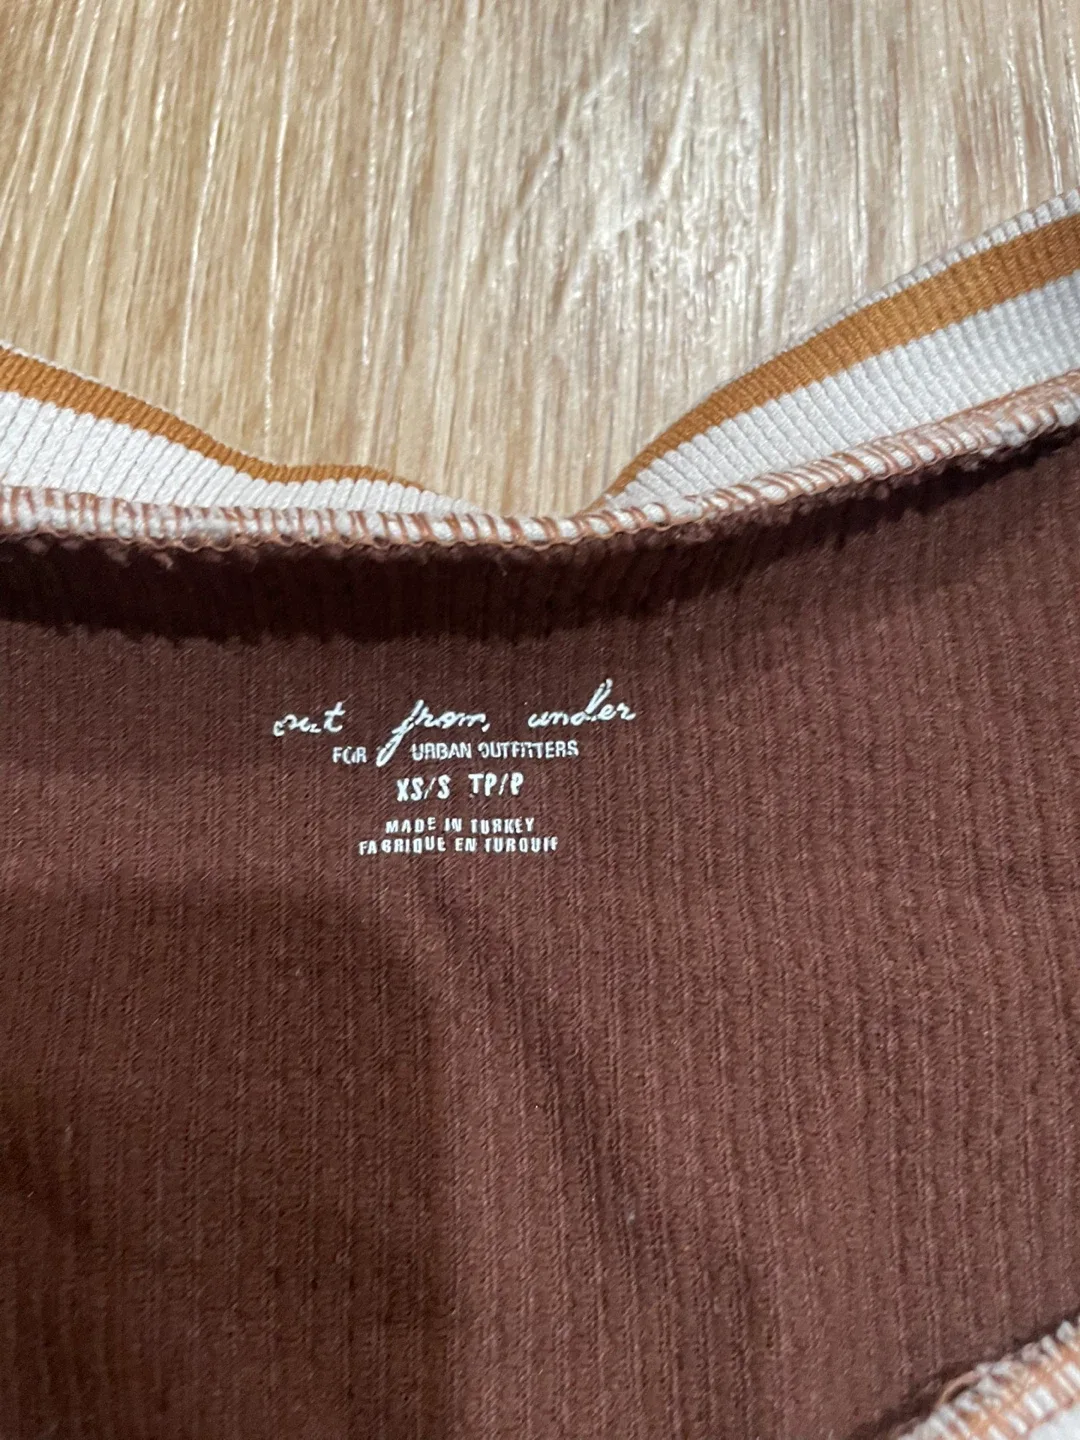 out from under
FOR URBAN OUTFITTERS
XS/S TP/P
MADE IN TURKEY
FABRIQUE EN TURQUIE